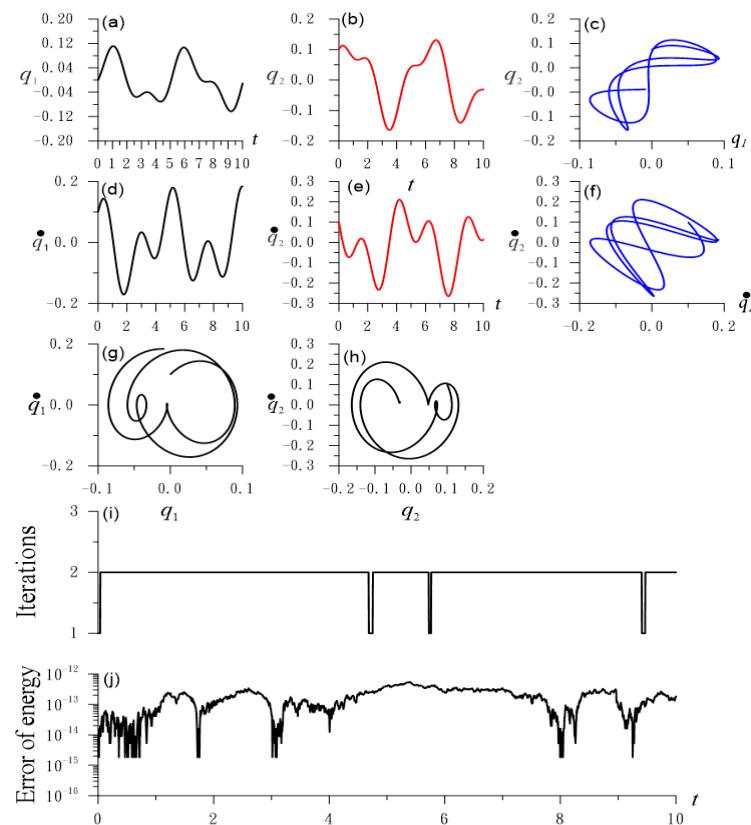 (a)
q1
0.20
0.12
0.04
-0.04
-0.12
-0.20
0 1 2 3 4 5 6 7 8 9 10
t
(b)
q2
0.2
0.1
0.0
-0.1
-0.2
0 2 4 6 8 10
t
(c)
q2
0.2
0.1
0.0
-0.1
0.2
-0.1 0.0 0.1
q1
(d)
q̇1
0.2
0.0
-0.2
0 2 4 6 8 10
(e)
q̇2
0.3
0.2
0.1
0.0
-0.1
-0.2
-0.3
0 2 4 6 8 10
t
(f)
q̇2
0.3
0.2
0.1
0.0
-0.1
-0.2
-0.3
-0.2 0.0 0.2
(g)
q̇1
0.2
0.0
-0.2
-0.1 0.0 0.1
q1
(h)
q̇2
0.3
0.2
0.1
0.0
-0.1
-0.2
-0.3
-0.2 -0.1 0.0 0.1 0.2
q2
(i)
Iterations
3
2
1
(j)
Error of energy
10⁻¹²
10⁻¹³
10⁻¹⁴
10⁻¹⁵
10⁻¹⁶
0 2 4 6 8 10
t